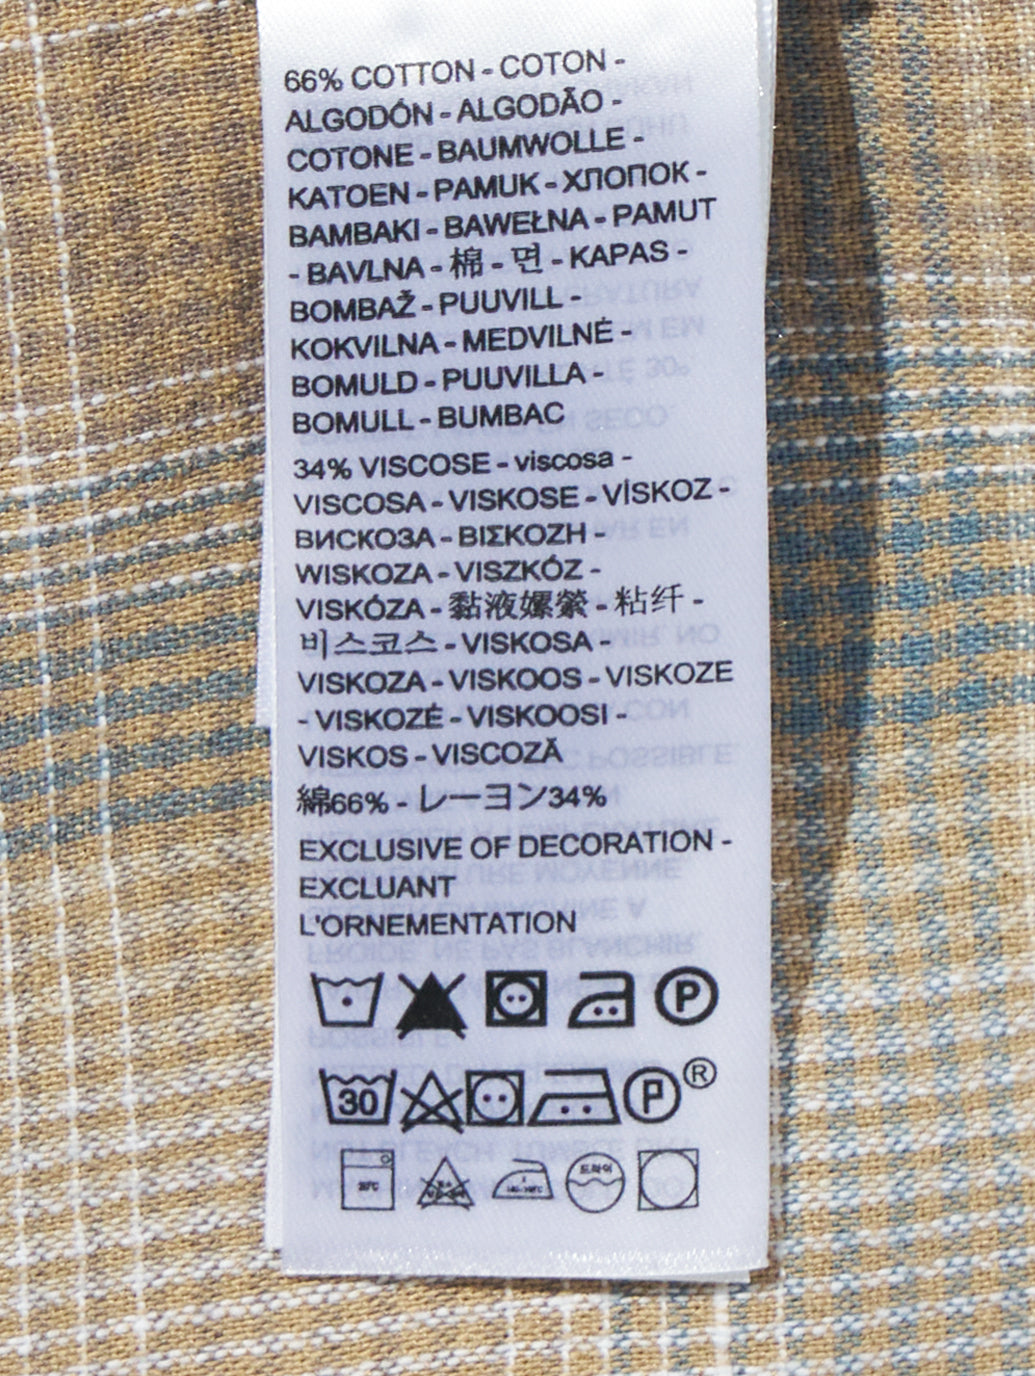 66% COTTON - COTON -
ALGODÓN - ALGODÃO -
COTONE - BAUMWOLLE -
KATOEN - PAMUK - ХЛОПОК -
BAMBAKI - BAWEŁNA - PAMUT
- BAVLNA - 棉 - 면 - KAPAS -
BOMBAŽ - PUUVILL -
KOKVILNA - MEDVILNĖ -
BOMULD - PUUVILLA -
BOMULL - BUMBAC
34% VISCOSE - viscosa -
VISCOSA - VISKOSE - VİSKOZ -
ВИСКОЗА - ΒΙΣΚΟΖΗ -
WISKOZA - VISZKÓZ -
VISKÓZA - 黏液嫘縈 - 粘纤 -
비스코스 - VISKOSA -
VISKOZA - VISKOOS - VISKOZE
- VISKOZĖ - VISKOOSI -
VISKOS - VISCOZĂ
綿66% - レーヨン34%
EXCLUSIVE OF DECORATION -
EXCLUANT
L'ORNEMENTATION
P
30 P ®
드라이